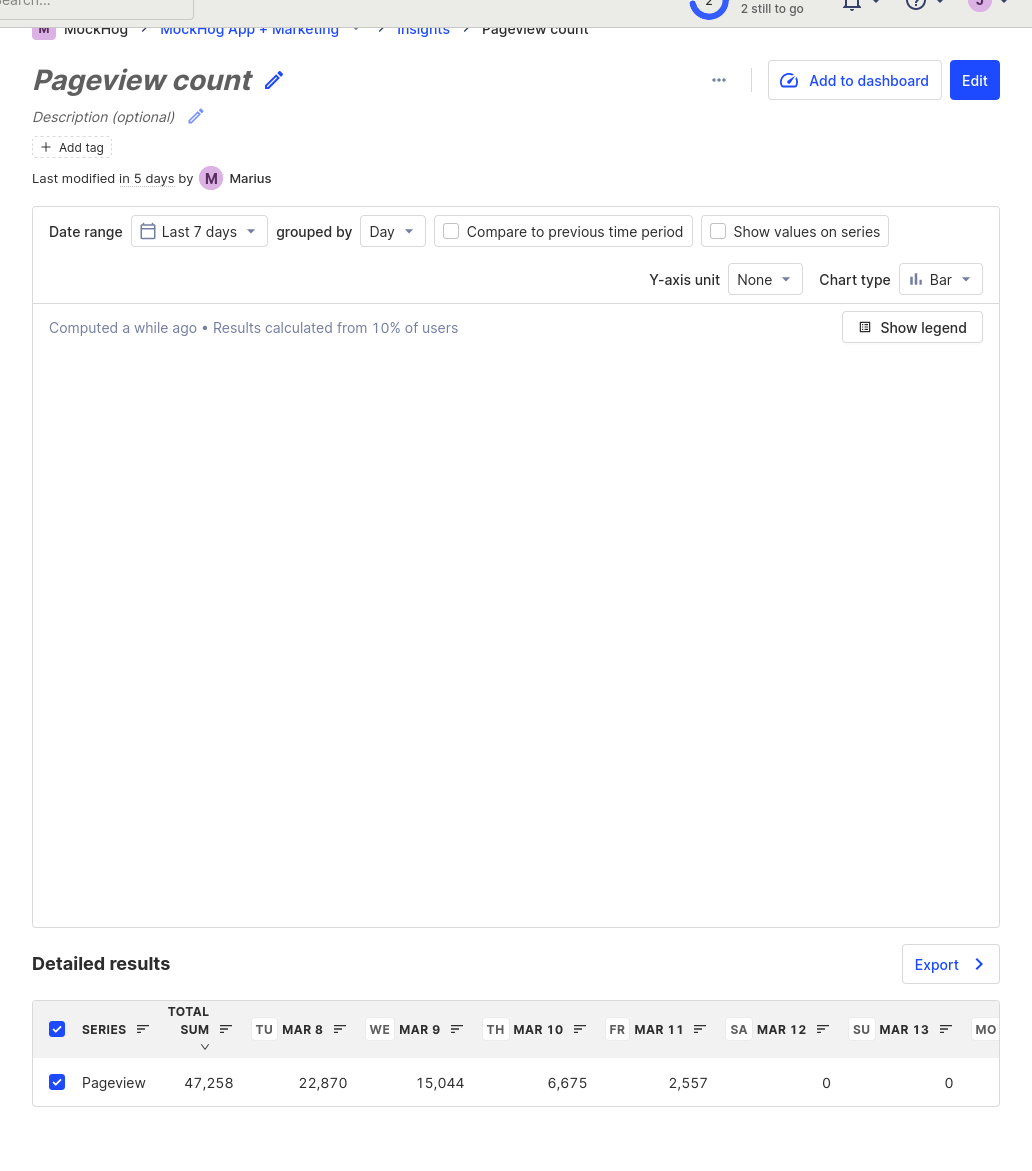 Search...
2
2 still to go
J
M MockHog MockHog App + Marketing Insights Pageview count
Pageview count
Add to dashboard
Edit
Description (optional)
Add tag
Last modified in 5 days by M Marius
Date range Last 7 days grouped by Day Compare to previous time period Show values on series
Y-axis unit None Chart type Bar
Computed a while ago • Results calculated from 10% of users
Show legend
Detailed results
Export
SERIES TOTAL SUM TU MAR 8 WE MAR 9 TH MAR 10 FR MAR 11 SA MAR 12 SU MAR 13 MO
Pageview 47,258 22,870 15,044 6,675 2,557 0 0